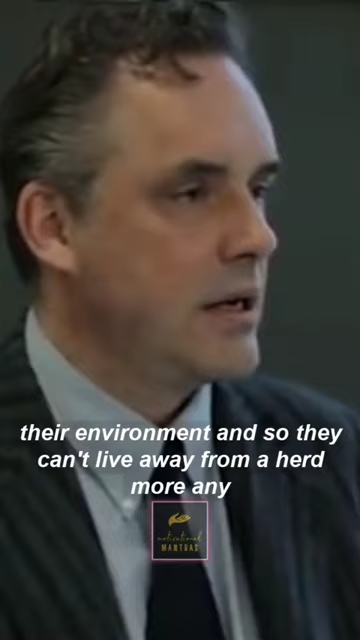 their environment and so they
can't live away from a herd
more any
motivational
MANTRAS